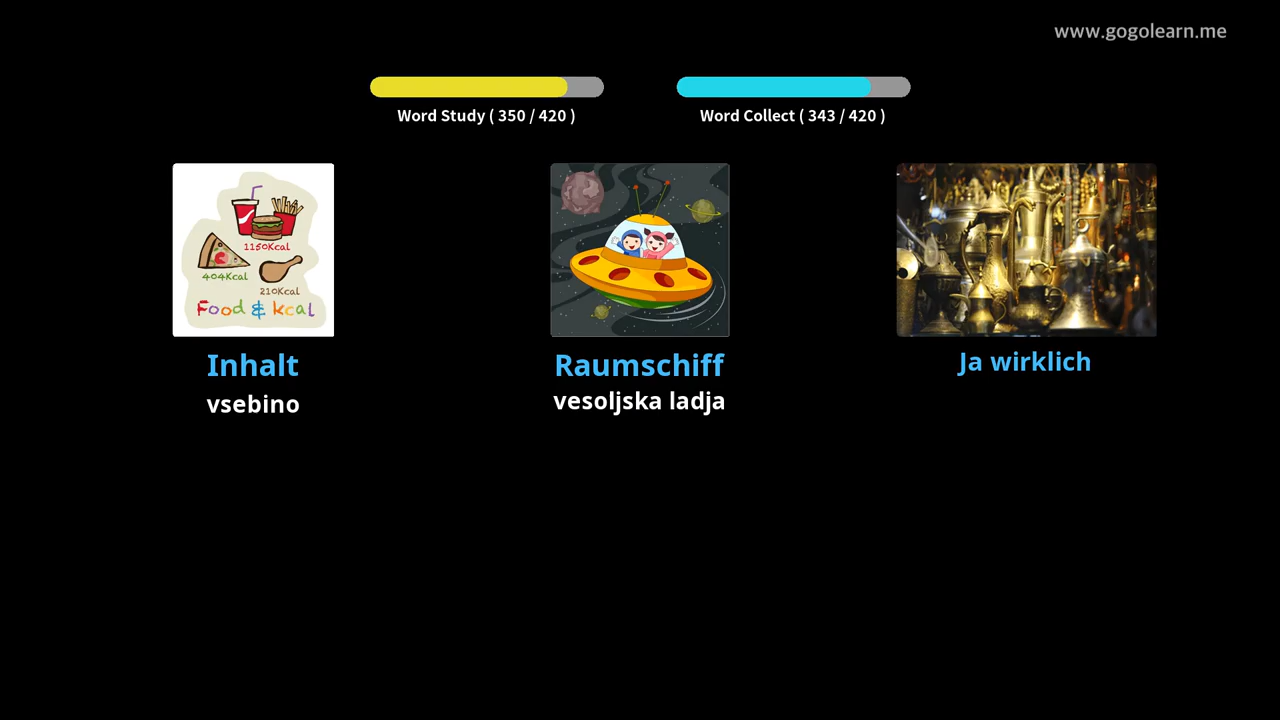 www.gogolearn.me
Word Study ( 350 / 420 )
Word Collect ( 343 / 420 )
1150Kcal
404Kcal
210Kcal
Food & kcal
Inhalt
vsebino
Raumschiff
vesoljska ladja
Ja wirklich